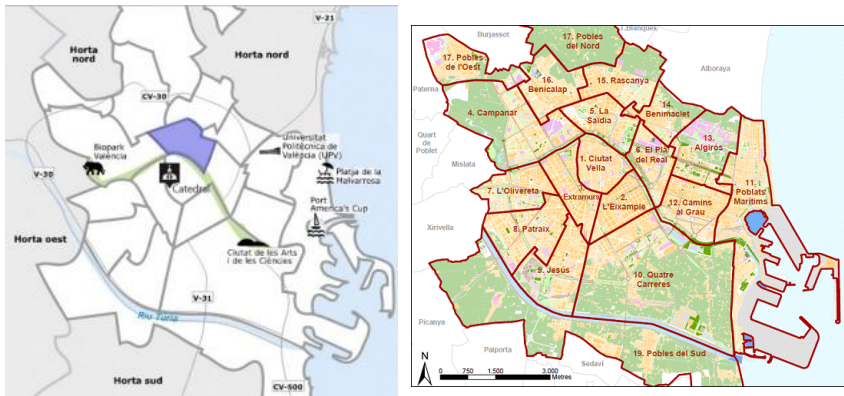 V-21
Horta
nord
Horta nord
CV-30
Biopark
València
Universitat
Politècnica de
València (UPV)
Catedral
Platja de la
Malvarrosa
V-30
Port
America's Cup
Horta oest
Ciutat de les Arts
i de les Ciències
V-31
Riu Túria
Horta sud
CV-500
Burjassot
17. Pobles
del Nord
17. Pobles
de l'Oest
Alboraya
15. Rascanya
16.
Benicalap
Paterna
4. Campanar
5. La
Saïdia
14.
Benimaclet
Quart
de
Poblet
13.
Algirós
6. El Pla
del Real
1. Ciutat
Vella
Mislata
7. L'Olivereta
3.
Extramurs
2.
L'Eixample
12. Camins
al Grau
11.
Poblats
Marítims
Xirivella
8. Patraix
9. Jesús
10. Quatre
Carreres
Picanya
Paiporta
Sedaví
19. Pobles del Sud
N
0 750 1.500 3.000
Metres